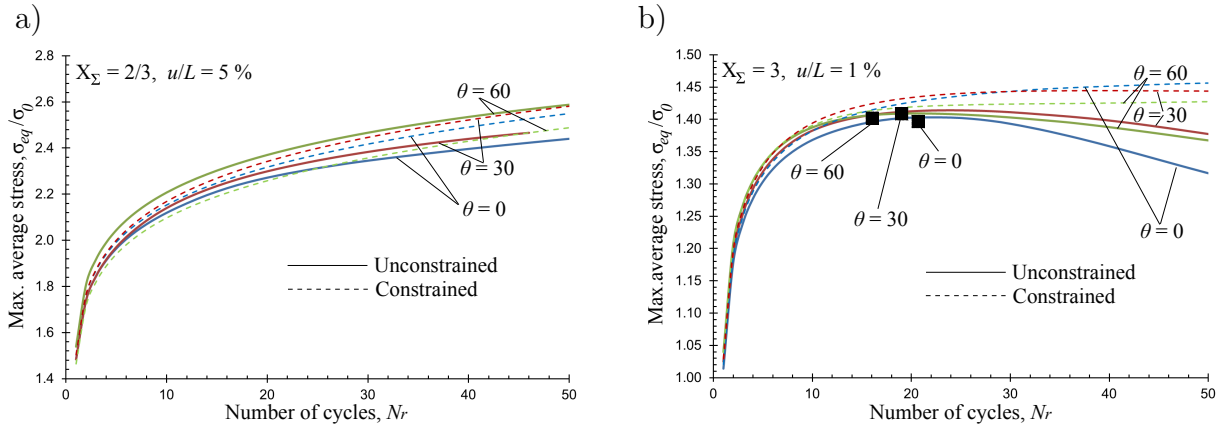 a)
X_Σ = 2/3, u/L = 5 %
Max. average stress, σ_eq/σ_0
2.8
2.6
2.4
2.2
2.0
1.8
1.6
1.4
θ = 60
θ = 30
θ = 0
Unconstrained
Constrained
0
10
20
30
40
50
Number of cycles, Nr
b)
X_Σ = 3, u/L = 1 %
Max.average stress, σ_eq/σ_0
1.50
1.45
1.40
1.35
1.30
1.25
1.20
1.15
1.10
1.05
1.00
θ = 60
θ = 30
θ = 60
θ = 0
θ = 30
θ = 0
Unconstrained
Constrained
0
10
20
30
40
50
Number of cycles, Nr